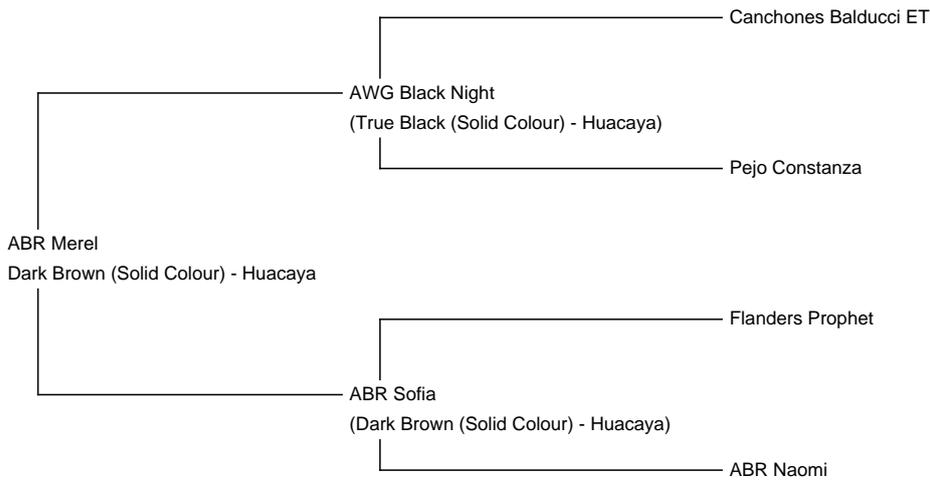 Canchones Balducci ET
AWG Black Night
(True Black (Solid Colour) - Huacaya)
Pejo Constanza
ABR Merel
Dark Brown (Solid Colour) - Huacaya
Flanders Prophet
ABR Sofia
(Dark Brown (Solid Colour) - Huacaya)
ABR Naomi